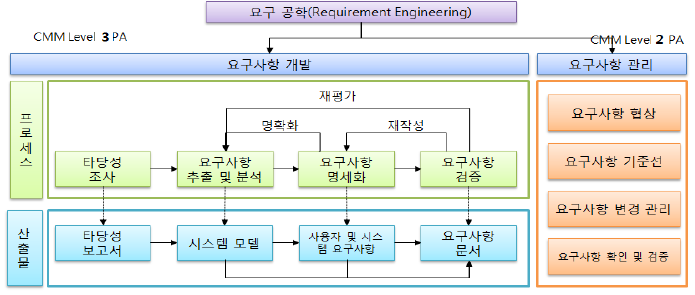 요구 공학(Requirement Engineering)
CMM Level 3 PA
CMM Level 2 PA
요구사항 개발
요구사항 관리
프로세스
재평가
명확화
재작성
타당성
조사
요구사항
추출 및 분석
요구사항
명세화
요구사항
검증
산출물
타당성
보고서
시스템 모델
사용자 및 시스
템 요구사항
요구사항
문서
요구사항 협상
요구사항 기준선
요구사항 변경 관리
요구사항 확인 및 검증